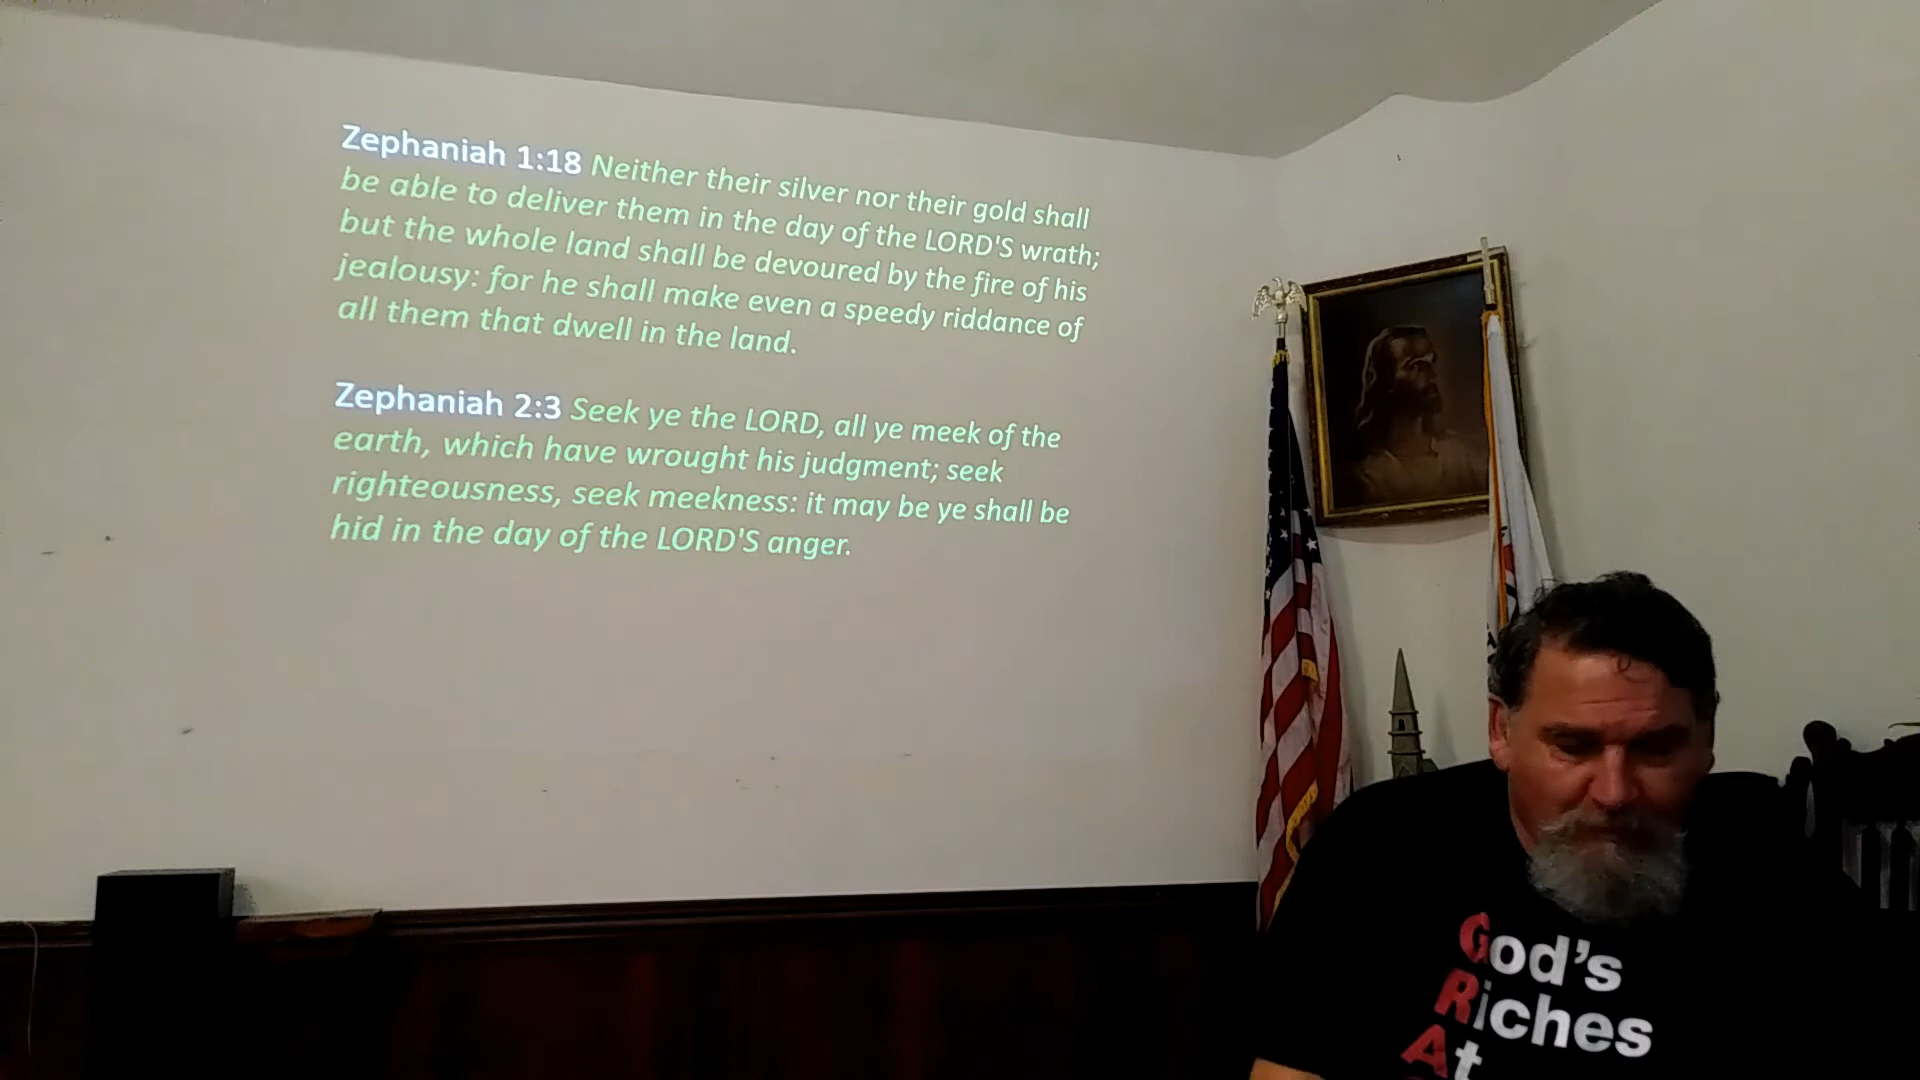 Zephaniah 1:18 Neither their silver nor their gold shall
be able to deliver them in the day of the LORD'S wrath;
but the whole land shall be devoured by the fire of his
jealousy: for he shall make even a speedy riddance of
all them that dwell in the land.
Zephaniah 2:3 Seek ye the LORD, all ye meek of the
earth, which have wrought his judgment; seek
righteousness, seek meekness: it may be ye shall be
hid in the day of the LORD'S anger.
God's
Riches
At